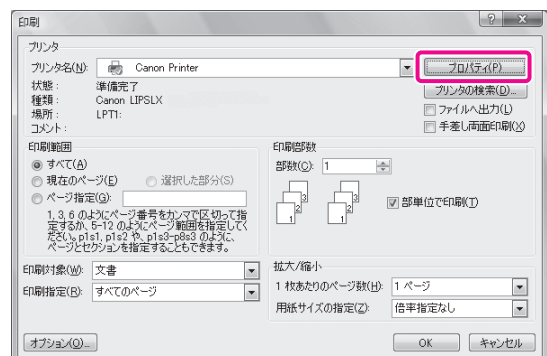 印刷
プリンタ
プリンタ名(N): Canon Printer プロパティ(P)
状態: 準備完了 プリンタの検索(D)...
種類: Canon LIPSLX
場所: LPT1: ファイルへ出力(L)
コメント: 手差し両面印刷(X)
印刷範囲
すべて(A)
現在のページ(E) 選択した部分(S)
ページ指定(G):
1, 3, 6 のようにページ番号をカンマで区切って指
定するか、5-12 のようにページ範囲を指定してく
ださい。p1s1, p1s2 や、p1s3-p8s3 のように、
ページとセクションを指定することもできます。
印刷部数
部数(C): 1
3 3
2 2
1 1
部単位で印刷(T)
印刷対象(W): 文書
印刷指定(R): すべてのページ
拡大/縮小
1 枚あたりのページ数(H): 1 ページ
用紙サイズの指定(Z): 倍率指定なし
オプション(O)... OK キャンセル